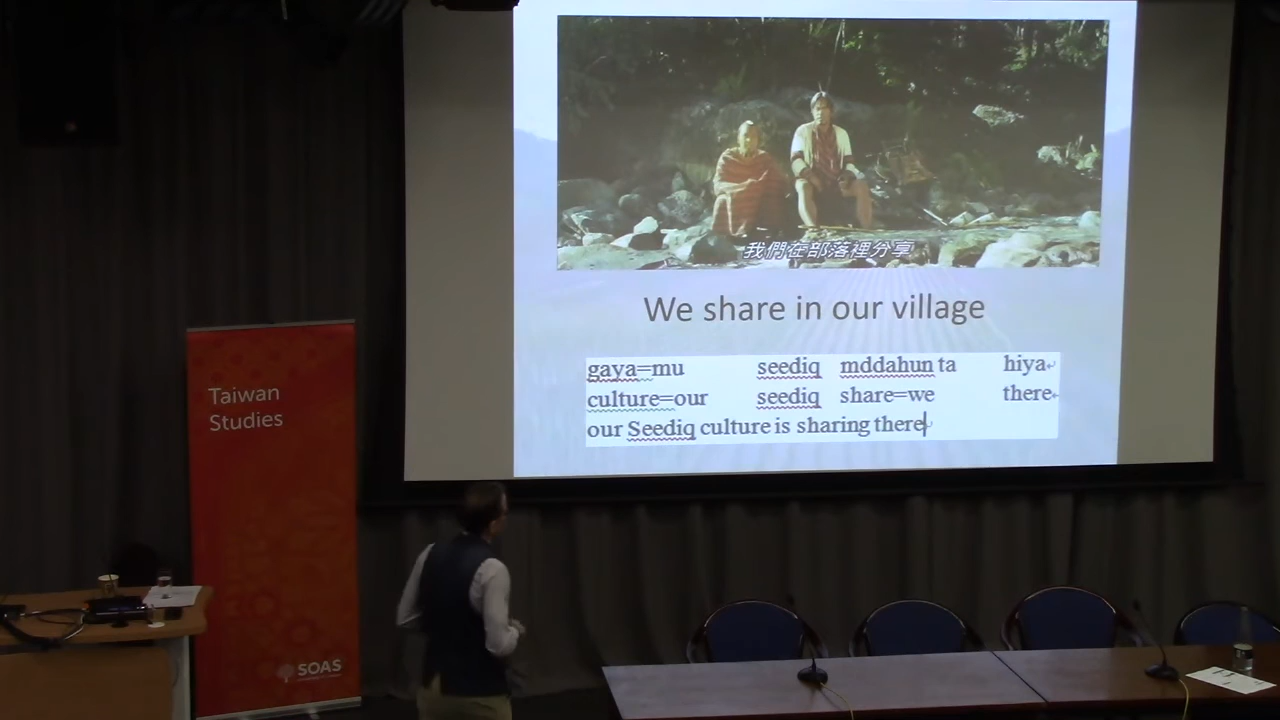 我們在部落裡分享
We share in our village
gaya=mu seediq mddahun ta hiya
culture=our seediq share=we there
our Seediq culture is sharing there
Taiwan
Studies
SOAS